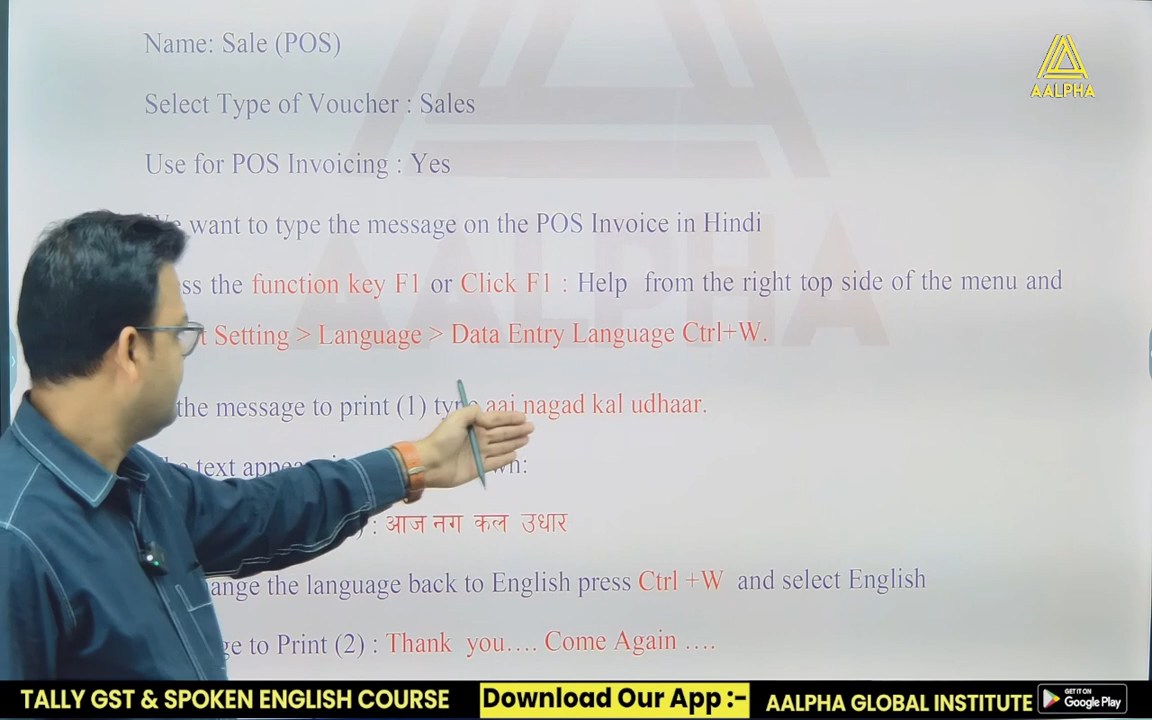 Name: Sale (POS)
AALPHA
Select Type of Voucher : Sales
Use for POS Invoicing : Yes
want to type the message on the POS Invoice in Hindi
the function key F1 or Click F1 : Help from the right top side of the menu and
Setting > Language > Data Entry Language Ctrl+W.
the message to print (1) type aaj nagad kal udhaar.
text
: आज नग कल उधार
the language back to English press Ctrl +W and select English
to Print (2) : Thank you.... Come Again ....
TALLY GST & SPOKEN ENGLISH COURSE
Download Our App :-
AALPHA GLOBAL INSTITUTE
GET IT ON
Google Play